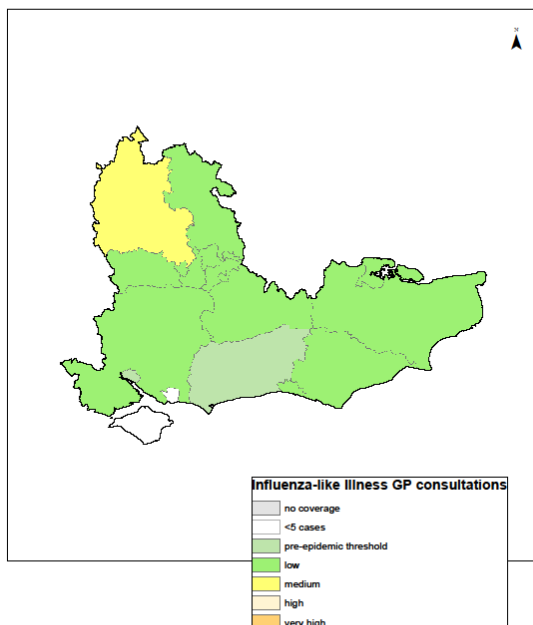 N
Influenza-like Illness GP consultations
no coverage
<5 cases
pre-epidemic threshold
low
medium
high
very high